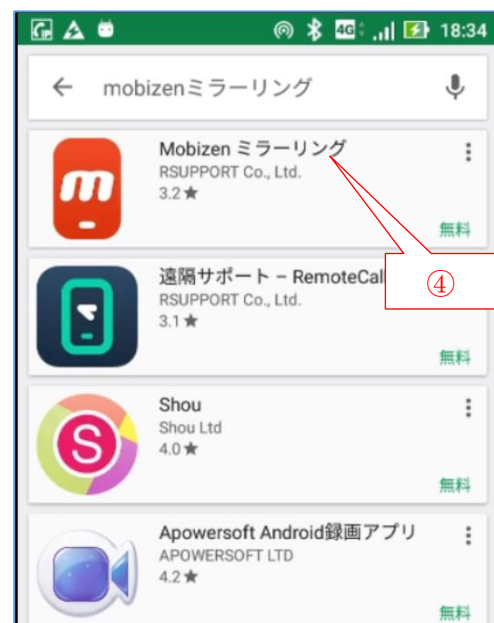 4G 18:34
mobizenミラーリング
m
Mobizen ミラーリング
RSUPPORT Co., Ltd.
3.2★
無料
遠隔サポート – RemoteCal
④
RSUPPORT Co., Ltd.
3.1★
無料
S
Shou
Shou Ltd
4.0★
無料
Apowersoft Android録画アプリ
APOWERSOFT LTD
4.2★
無料